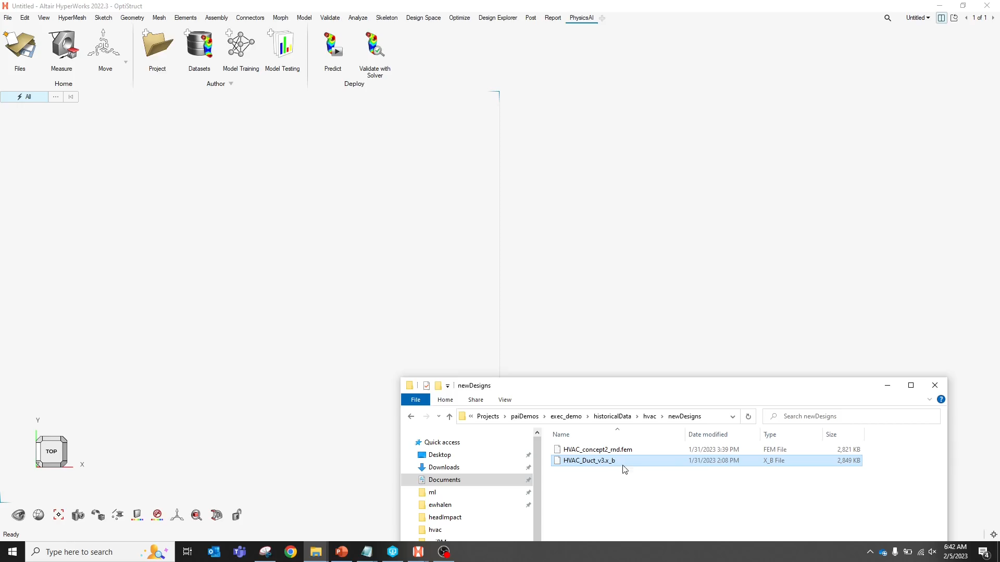 Untitled - Altair HyperWorks 2022.3 - OptiStruct
File Edit View HyperMesh Sketch Geometry Mesh Elements Assembly Connectors Morph Model Validate Analyze Skeleton Design Space Optimize Design Explorer Post Report PhysicsAI Untitled 1 of 1
Files Measure Move Project Datasets Model Training Model Testing Predict Validate with Solver
Home Author Deploy
All
newDesigns
File Home Share View
« Projects › paiDemos › exec_demo › historicalData › hvac › newDesigns Search newDesigns
Name Date modified Type Size
Quick access
HVAC_concept2_rnd.fem 1/31/2023 3:39 PM FEM File 2,821 KB
Desktop
HVAC_Duct_v3.x_b 1/31/2023 2:08 PM X_B File 2,849 KB
Downloads
Documents
ml
ewhalen
headImpact
hvac
Y
TOP
X
Z
Ready
Type here to search
6:42 AM
2/5/2023
4